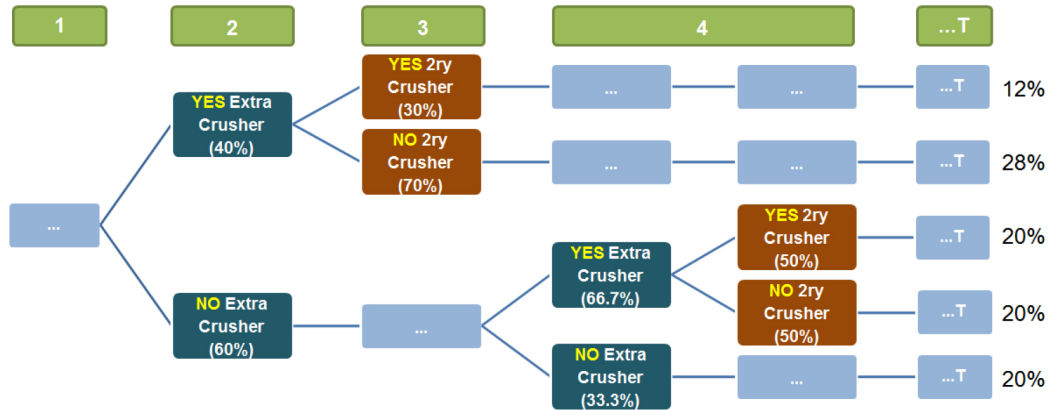 1
2
3
4
...T
YES Extra
Crusher
(40%)
YES 2ry
Crusher
(30%)
...
...
...T
12%
NO 2ry
Crusher
(70%)
...
...
...T
28%
...
NO Extra
Crusher
(60%)
...
YES Extra
Crusher
(66.7%)
YES 2ry
Crusher
(50%)
...T
20%
NO 2ry
Crusher
(50%)
...T
20%
NO Extra
Crusher
(33.3%)
...
...T
20%